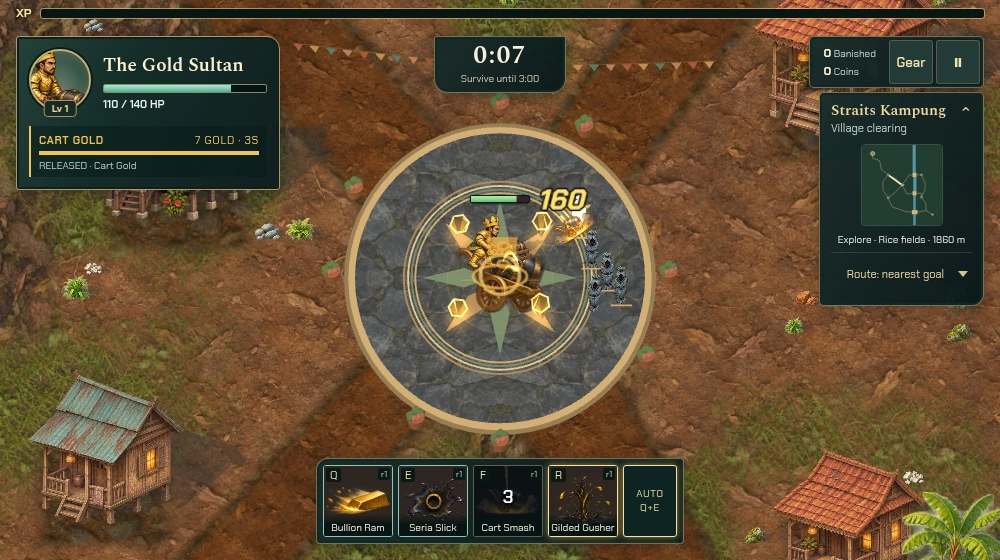 XP
The Gold Sultan
110 / 140 HP
Lv 1
CART GOLD
7 GOLD · 3S
RELEASED · Cart Gold
0:07
Survive until 3:00
0 Banished
0 Coins
Gear
Straits Kampung
Village clearing
Explore · Rice fields · 1860 m
Route: nearest goal
160
Q
r1
Bullion Ram
E
r1
Seria Slick
F
r1
3
Cart Smash
R
r1
Gilded Gusher
AUTO
Q+E